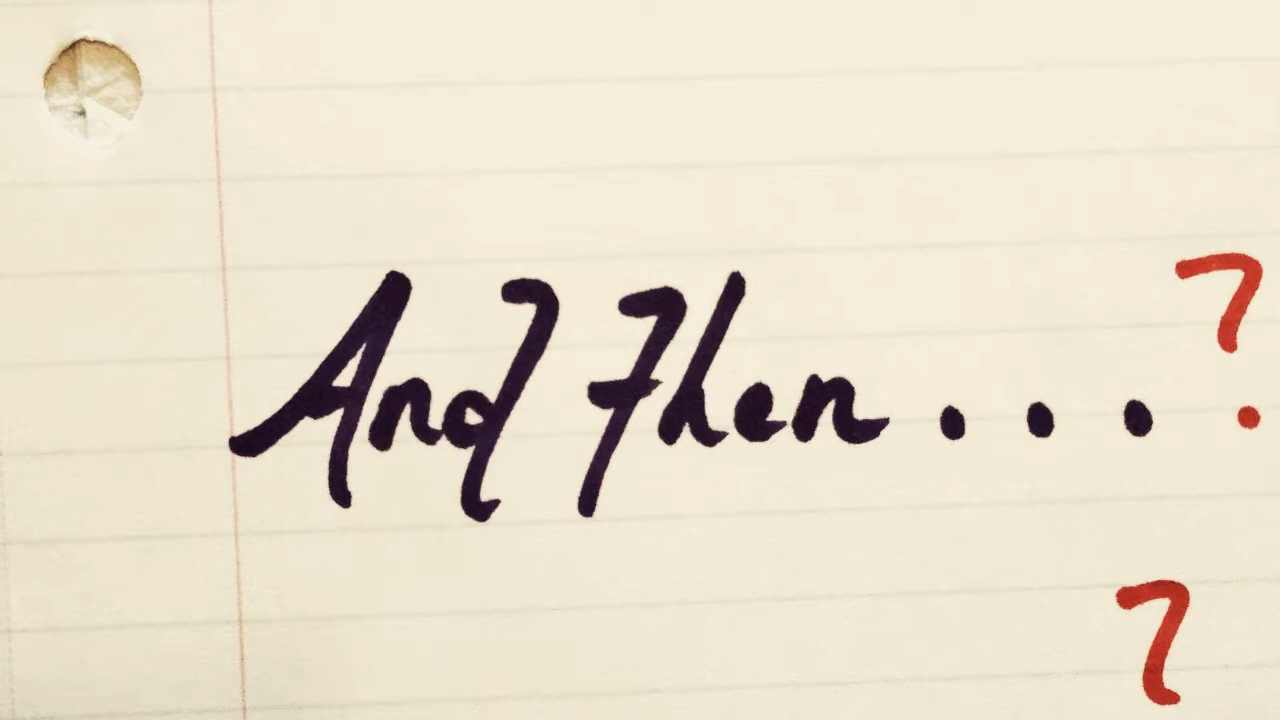 And Then . . . ?
?